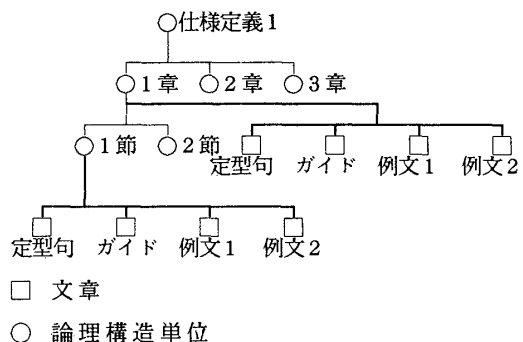 仕様定義1
1章 2章 3章
1節 2節
定型句 ガイド 例文1 例文2
定型句 ガイド 例文1 例文2
文章
論理構造単位